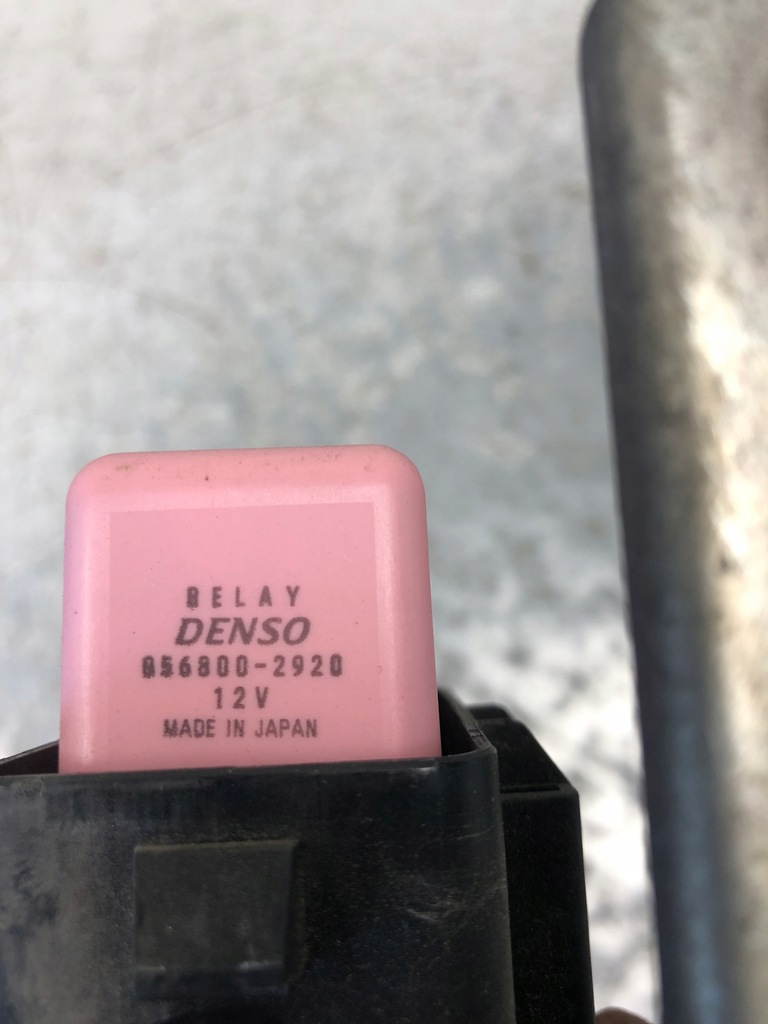 RELAY
DENSO
056800-2920
12V
MADE IN JAPAN